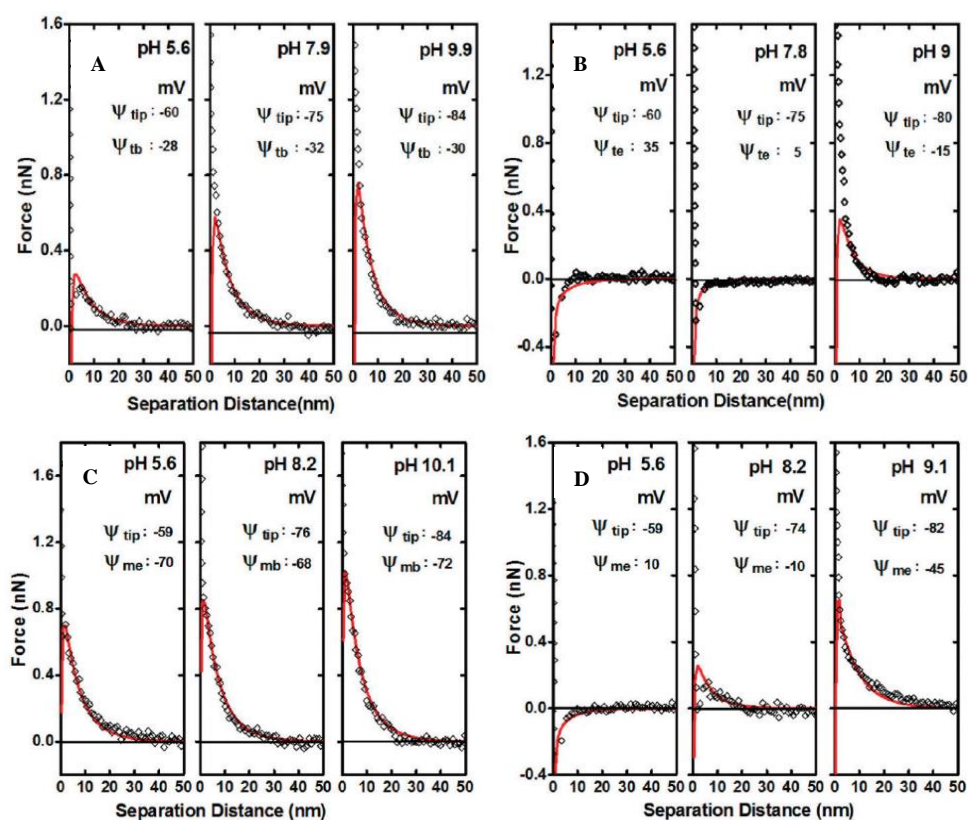 A
pH 5.6
mV
Ψ tip : -60
Ψ tb : -28
pH 7.9
mV
Ψ tip : -75
Ψ tb : -32
pH 9.9
mV
Ψ tip : -84
Ψ tb : -30
1.6
1.2
0.8
0.4
0.0
Force (nN)
0 10 20 30 40 50
0 10 20 30 40 50
0 10 20 30 40 50
Separation Distance(nm)
B
pH 5.6
mV
Ψ tip : -60
Ψ te : 35
pH 7.8
mV
Ψ tip : -75
Ψ te : 5
pH 9
mV
Ψ tip : -80
Ψ te : -15
1.2
0.8
0.4
0.0
-0.4
Force (nN)
0 10 20 30 40 50
0 10 20 30 40 50
0 10 20 30 40 50
Separation Distance(nm)
C
pH 5.6
mV
Ψ tip : -59
Ψ me : -70
pH 8.2
mV
Ψ tip : -76
Ψ mb : -68
pH 10.1
mV
Ψ tip : -84
Ψ mb : -72
1.6
1.2
0.8
0.4
0.0
Force (nN)
0 10 20 30 40 50
0 10 20 30 40 50
0 10 20 30 40 50
Separation Distance (nm)
D
pH 5.6
mV
Ψ tip : -59
Ψ me : 10
pH 8.2
mV
Ψ tip : -74
Ψ me : -10
pH 9.1
mV
Ψ tip : -82
Ψ me : -45
1.6
1.2
0.8
0.4
0.0
-0.4
Force (nN)
0 10 20 30 40 50
0 10 20 30 40 50
0 10 20 30 40 50
Separation Distance (nm)